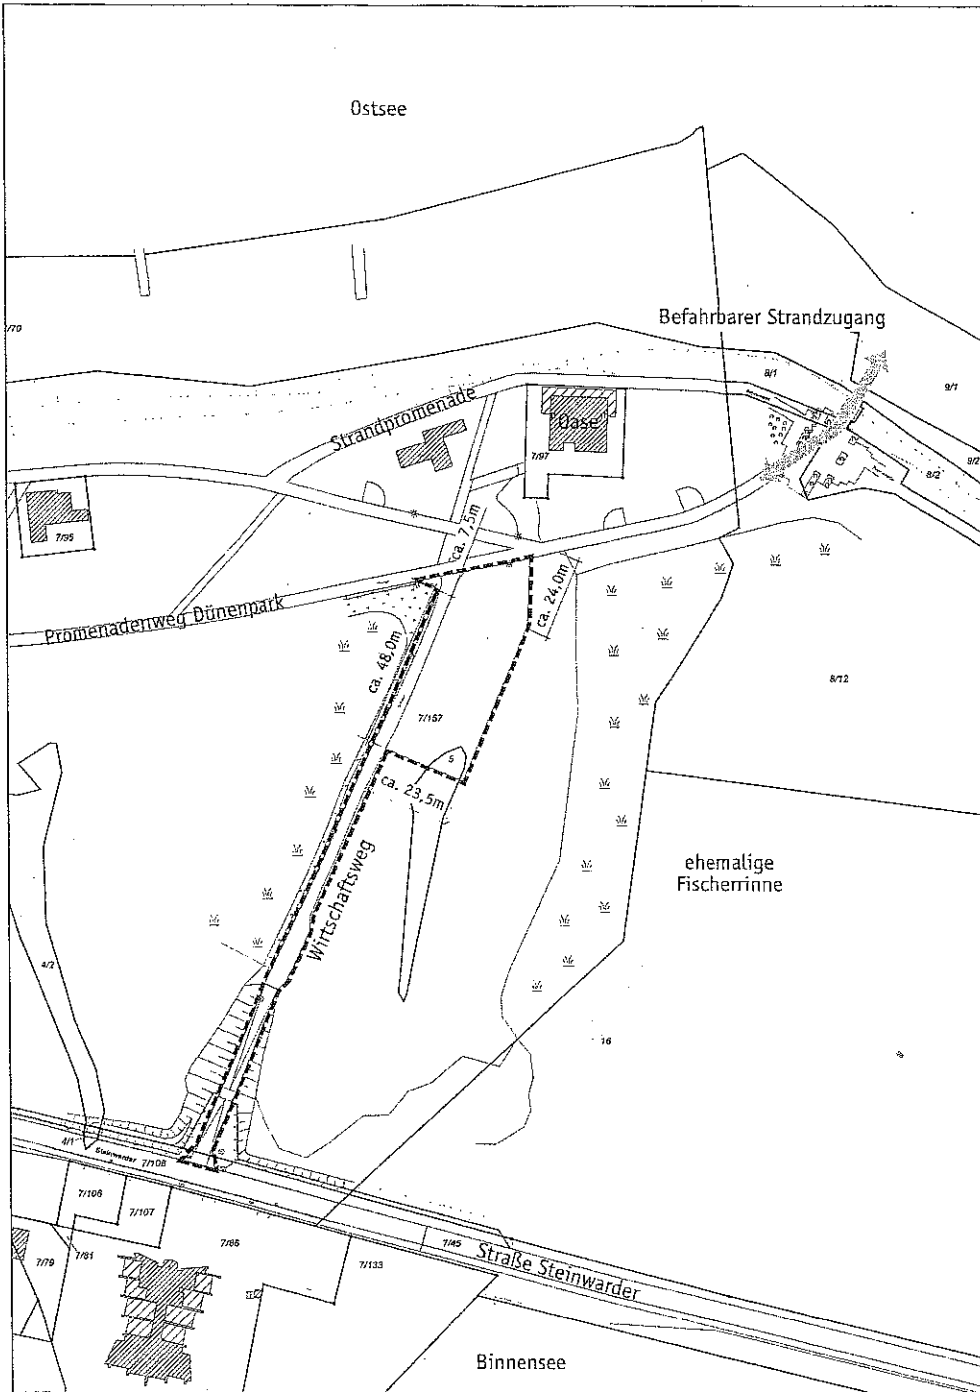 Ostsee
Befahrbarer Strandzugang
7/70
8/1
9/1
Strandpromenade
"Oase"
7/97
9/2
8/2
7/95
ca. 7,5m
ca. 24,0m
Promenadenweg Dünenpark
ca. 48,0m
8/12
7/157
5
ca. 23,5m
ehemalige
Fischerrinne
Wirtschaftsweg
4/2
16
4/1
Steinwarder
7/108
7/106
7/107
7/81
7/79
7/85
7/133
7/45
Straße Steinwarder
Binnensee